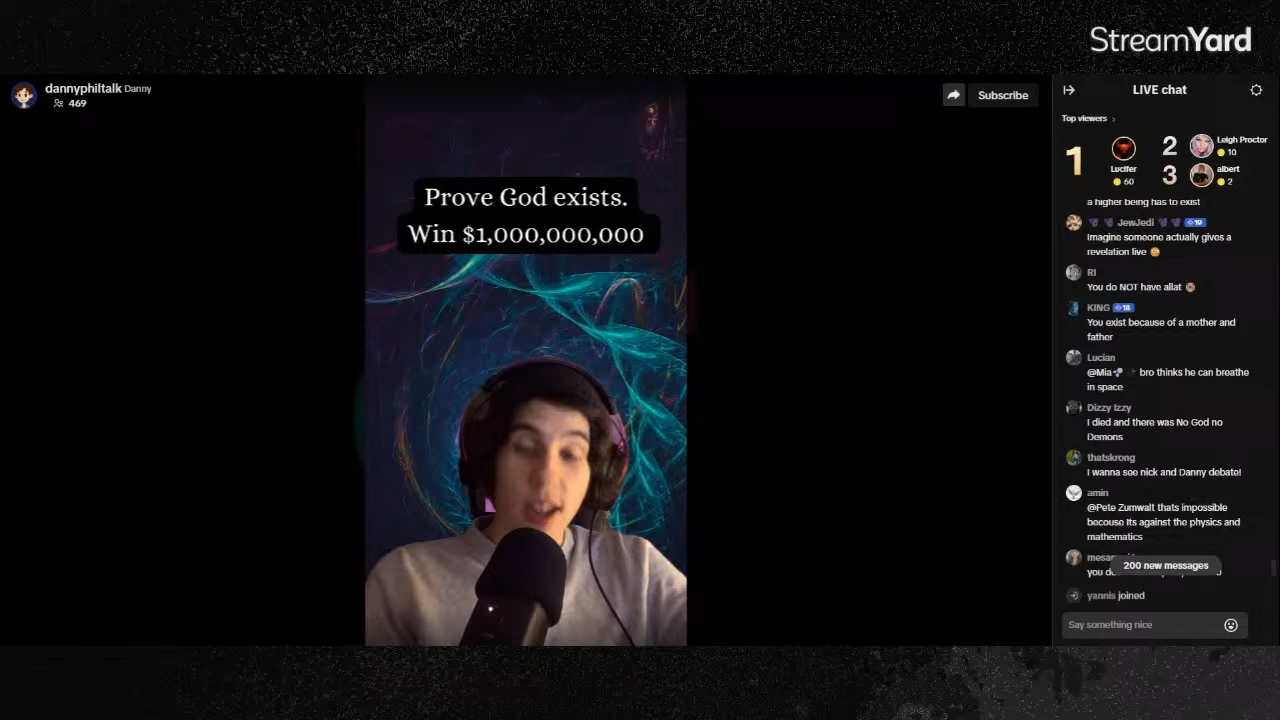 StreamYard
dannyphiltalk Danny
469
Subscribe
Prove God exists.
Win $1,000,000,000
LIVE chat
Top viewers
1
Lucifer
60
2
Leigh Proctor
10
3
albert
2
a higher being has to exist
JewJedi 19
Imagine someone actually gives a
revelation live
RI
You do NOT have allat
KING 18
You exist because of a mother and
father
Lucian
@Mia bro thinks he can breathe
in space
Dizzy Izzy
I died and there was No God no
Demons
thatskrong
I wanna see nick and Danny debate!
amin
@Pete Zumwalt thats impossible
becouse Its against the physics and
mathematics
200 new messages
yannis joined
Say something nice